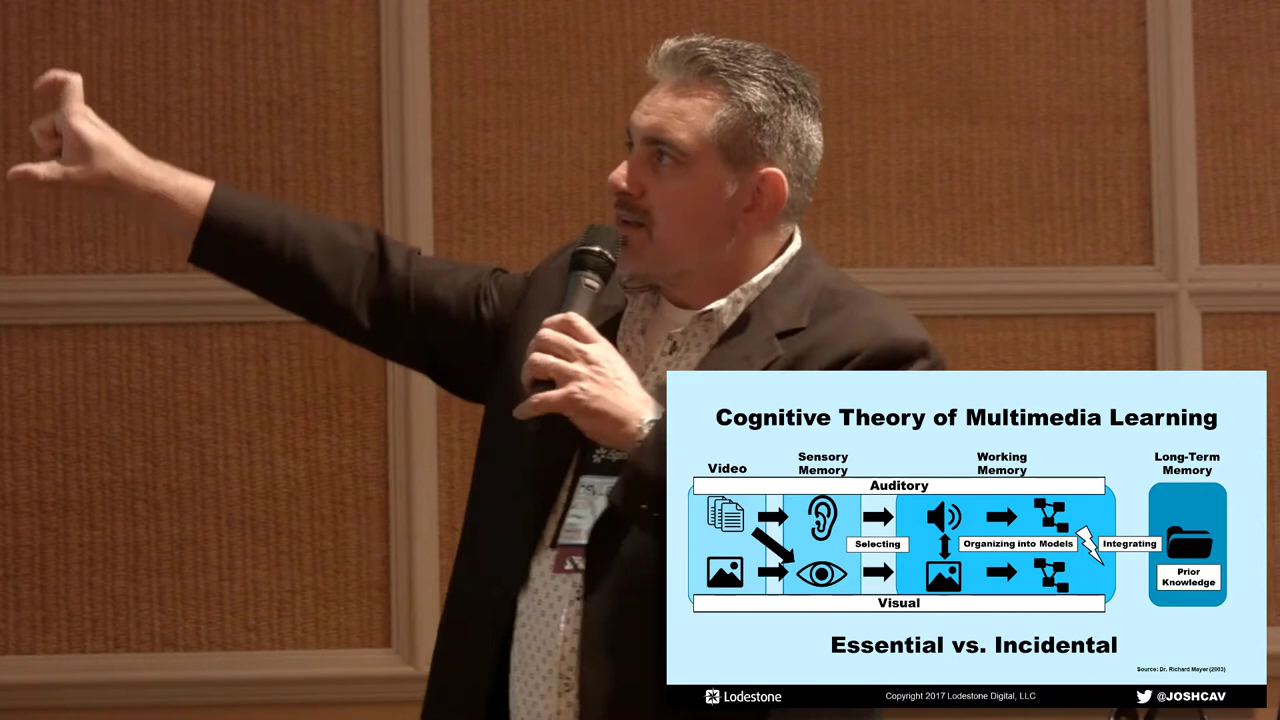 Cognitive Theory of Multimedia Learning
Video
Sensory
Memory
Working
Memory
Long-Term
Memory
Auditory
Selecting
Organizing into Models
Integrating
Prior
Knowledge
Visual
Essential vs. Incidental
Source: Dr. Richard Mayer (2003)
Lodestone
Copyright 2017 Lodestone Digital, LLC
@JOSHCAV